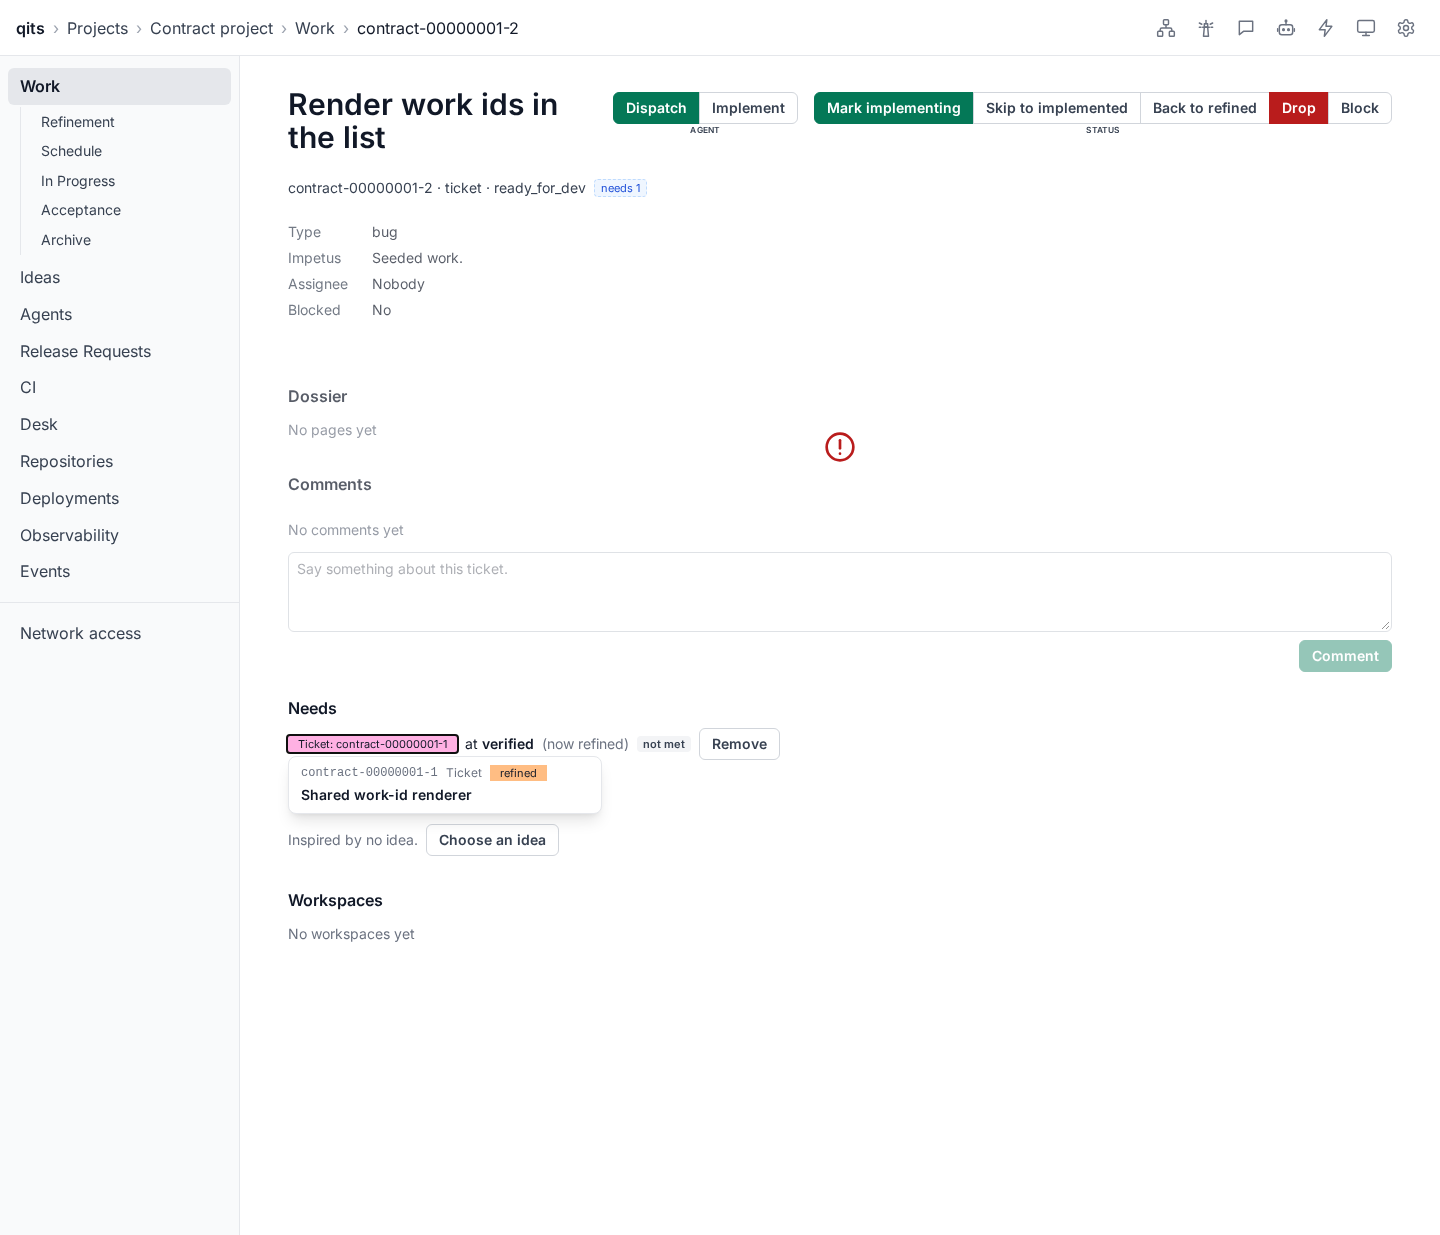 qits › Projects › Contract project › Work › contract-00000001-2
Work
Refinement
Schedule
In Progress
Acceptance
Archive
Ideas
Agents
Release Requests
CI
Desk
Repositories
Deployments
Observability
Events
Network access
Render work ids in
the list
Dispatch Implement
AGENT
Mark implementing Skip to implemented Back to refined Drop Block
STATUS
contract-00000001-2 · ticket · ready_for_dev needs 1
Type bug
Impetus Seeded work.
Assignee Nobody
Blocked No
Dossier
No pages yet
Comments
No comments yet
Say something about this ticket.
Comment
Needs
Ticket: contract-00000001-1 at verified (now refined) not met Remove
contract-00000001-1 Ticket refined
Shared work-id renderer
Inspired by no idea. Choose an idea
Workspaces
No workspaces yet